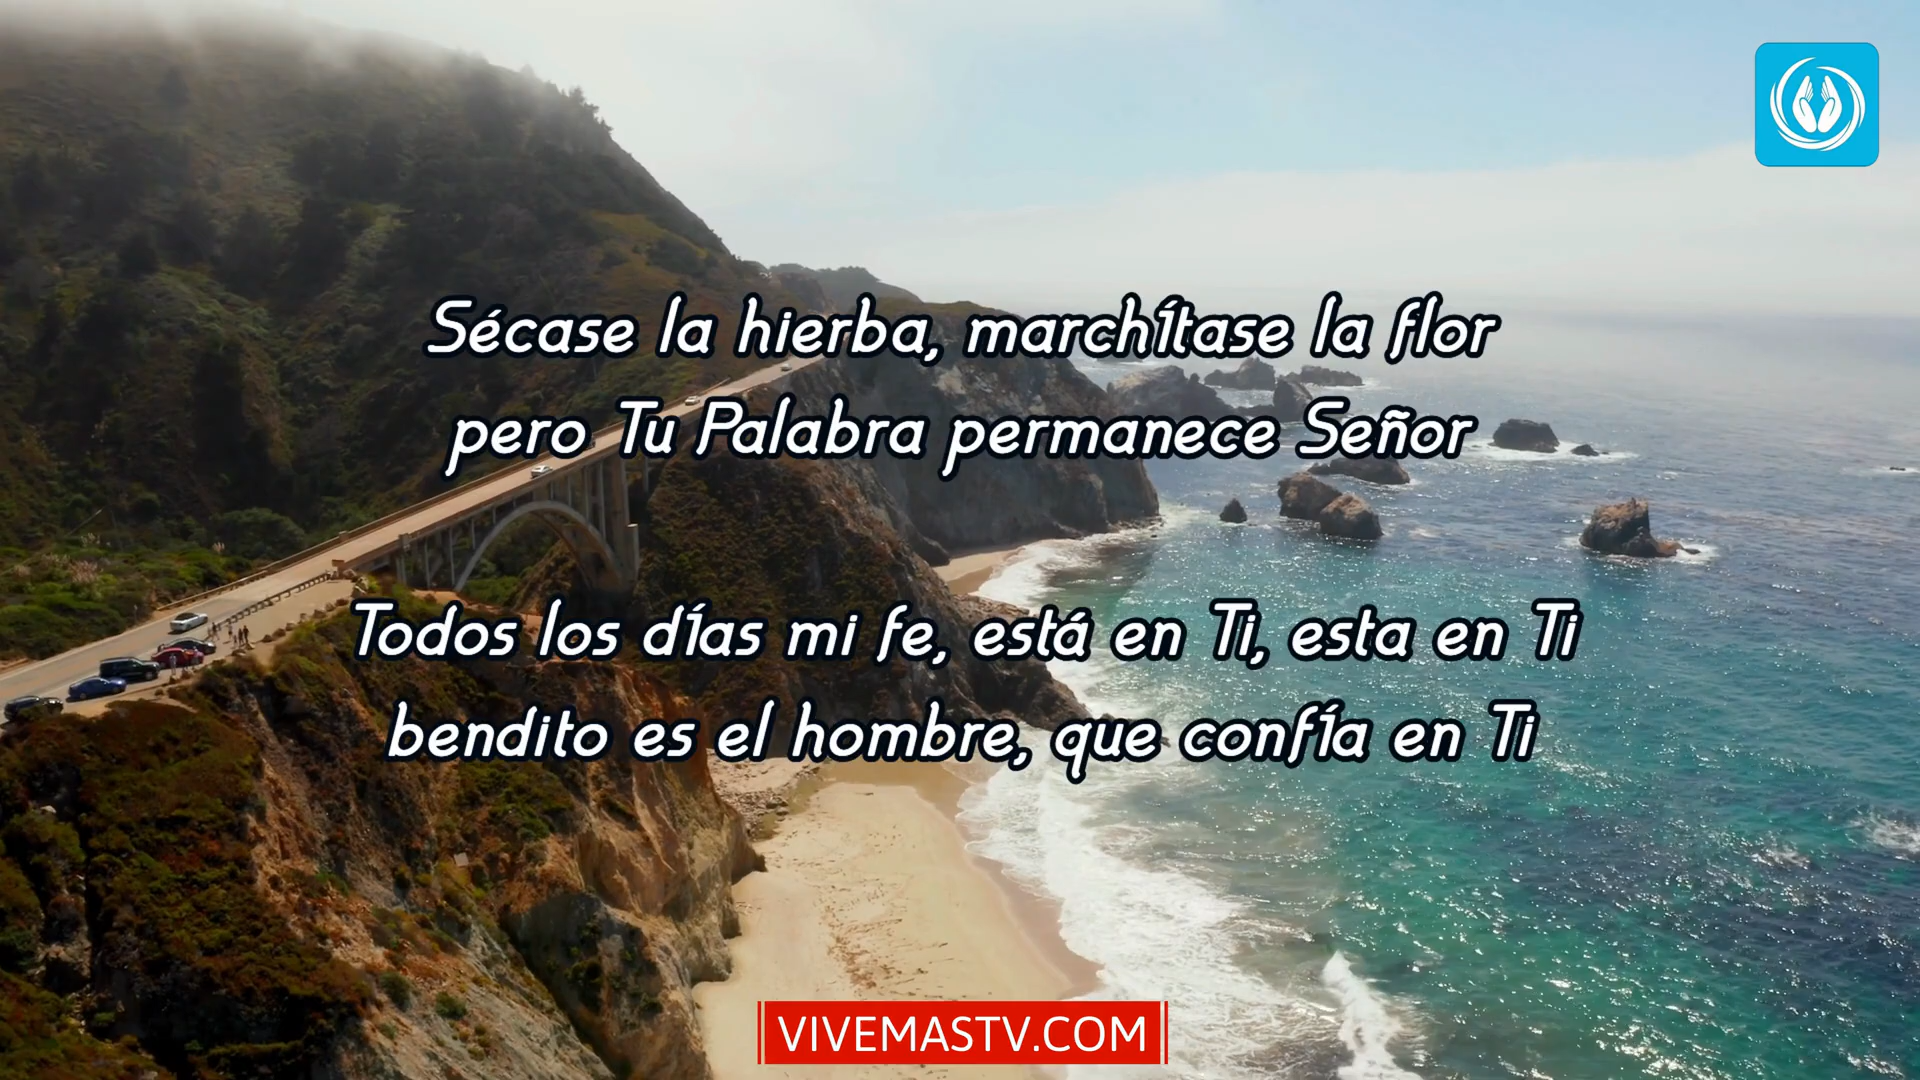 Sécase la hierba, marchítase la flor
pero Tu Palabra permanece Señor
Todos los días mi fe, está en Ti, esta en Ti
bendito es el hombre, que confía en Ti
VIVEMASTV.COM